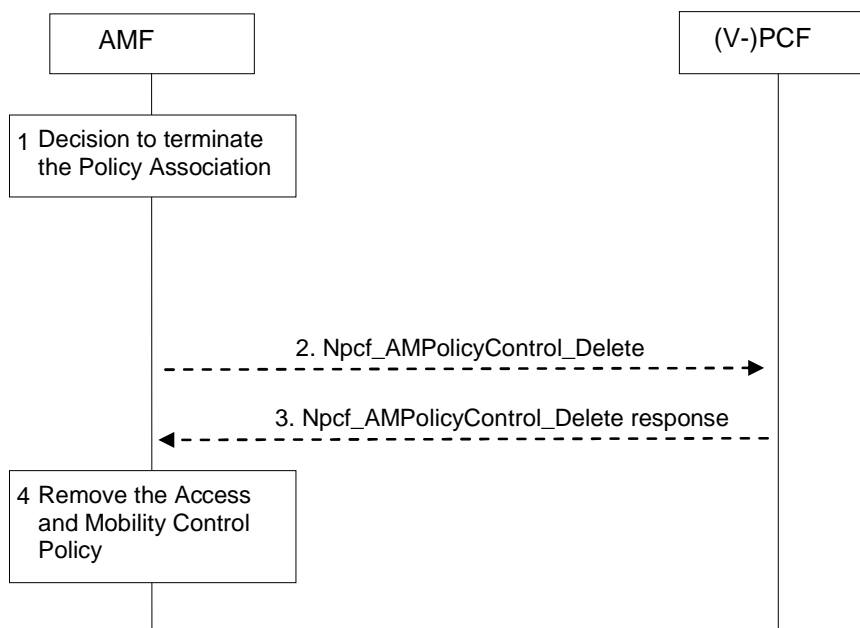 AMF
(V-)PCF
1 Decision to terminate
the Policy Association
2. Npcf_AMPolicyControl_Delete
3. Npcf_AMPolicyControl_Delete response
4 Remove the Access
and Mobility Control
Policy